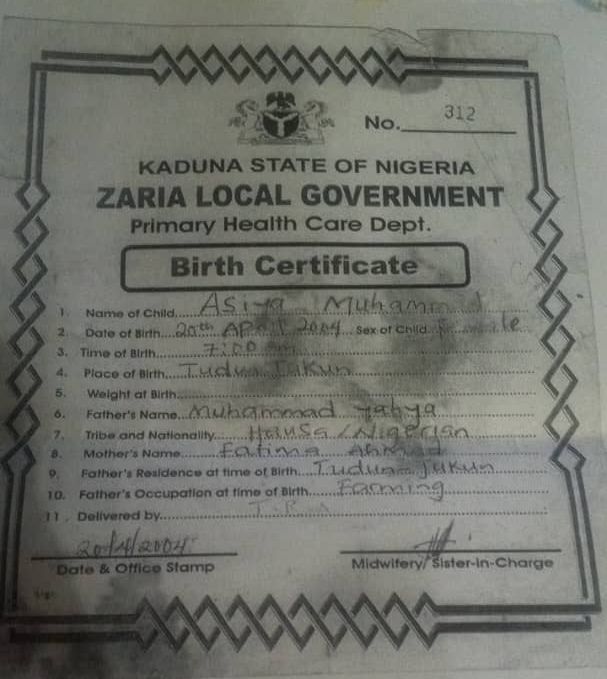 No. 312
KADUNA STATE OF NIGERIA
ZARIA LOCAL GOVERNMENT
Primary Health Care Dept.
Birth Certificate
1. Name of Child Asiya Muhammad
2. Date of Birth 20th April 2004 Sex of Child Female
3. Time of Birth 7:00 am
4. Place of Birth Tudun Jukun
5. Weight at Birth
6. Father's Name Muhammad Yahya
7. Tribe and Nationality Hausa/Nigerian
8. Mother's Name Fatima Ahmad
9. Father's Residence at time of Birth Tudun Jukun
10. Father's Occupation at time of Birth Farming
11. Delivered by
20/4/2004
Date & Office Stamp Midwifery/Sister-in-Charge